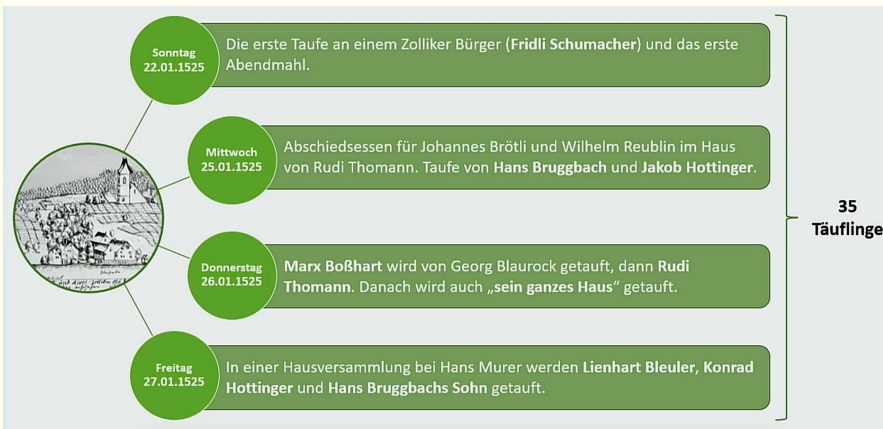 Sonntag
22.01.1525
Die erste Taufe an einem Zolliker Bürger (Fridli Schumacher) und das erste
Abendmahl.
Mittwoch
25.01.1525
Abschiedsessen für Johannes Brötli und Wilhelm Reublin im Haus
von Rudi Thomann. Taufe von Hans Bruggbach und Jakob Hottinger.
Donnerstag
26.01.1525
Marx Boßhart wird von Georg Blaurock getauft, dann Rudi
Thomann. Danach wird auch „sein ganzes Haus“ getauft.
Freitag
27.01.1525
In einer Hausversammlung bei Hans Murer werden Lienhart Bleuler, Konrad
Hottinger und Hans Bruggbachs Sohn getauft.
35
Täuflinge